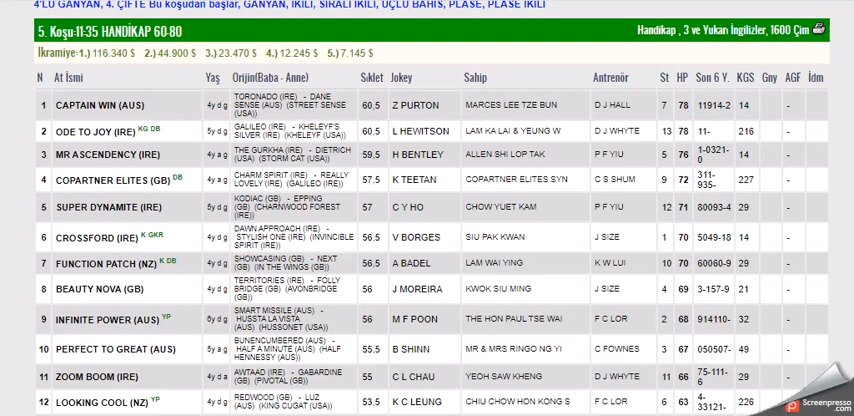 4'LÜ GANYAN, 4. ÇİFTE Bu koşudan başlar, GANYAN, İKİLİ, SIRALI İKİLİ, ÜÇLÜ BAHİS, PLASE, PLASE İKİLİ
5. Koşu-11-35 HANDİKAP 60-80 Handikap , 3 ve Yukarı İngilizler, 1600 Çim
İkramiye 1.) 116.340 $ 2.) 44.900 $ 3.) 23.470 $ 4.) 12.245 $ 5.) 7.145 $
N At İsmi Yaş Orijin(Baba - Anne) Sıklet Jokey Sahip Antrenör St HP Son 6 Y. KGS Gny AGF İdm
1 CAPTAIN WIN (AUS) 4y d g TORONADO (IRE) - DANE SENSE (AUS) (STREET SENSE (USA)) 60,5 Z PURTON MARCES LEE TZE BUN D J HALL 7 78 11914-2 14 -
2 ODE TO JOY (IRE) KG DB 5y d g GALILEO (IRE) - KHELEYF'S SILVER (IRE) (KHELEYF (USA)) 60,5 L HEWITSON LAM KA LAI & YEUNG W D J WHYTE 13 78 11- 216 -
3 MR ASCENDENCY (IRE) 4y a g THE GURKHA (IRE) - DIETRICH (USA) (STORM CAT (USA)) 59,5 H BENTLEY ALLEN SHI LOP TAK P F YIU 5 76 1-0321-0 14 -
4 COPARTNER ELITES (GB) DB 4y a g CHARM SPIRIT (IRE) - REALLY LOVELY (IRE) (GALILEO (IRE)) 57,5 K TEETAN COPARTNER ELITES SYN C S SHUM 9 72 311-935- 227 -
5 SUPER DYNAMITE (IRE) 5y d g KODIAC (GB) - EPPING (GB) (CHARNWOOD FOREST (IRE)) 57 C Y HO CHOW YUET KAM P F YIU 12 71 80093-4 29 -
6 CROSSFORD (IRE) K GKR 4y d g DAWN APPROACH (IRE) - STYLISH ONE (IRE) (INVINCIBLE SPIRIT (IRE)) 56,5 V BORGES SIU PAK KWAN J SIZE 1 70 5049-18 14 -
7 FUNCTION PATCH (NZ) K DB 4y d g SHOWCASING (GB) - NEXT (GB) (IN THE WINGS (GB)) 56,5 A BADEL LAM WAI YING K W LUI 10 70 60060-9 29 -
8 BEAUTY NOVA (GB) 4y d g TERRITORIES (IRE) - FOLLY BRIDGE (GB) (AVONBRIDGE (GB)) 56 J MOREIRA KWOK SIU MING J SIZE 4 69 3-157-9 21 -
9 INFINITE POWER (AUS) YP 6y d g SMART MISSILE (AUS) - HUSSTA LA VISTA (AUS) (HUSSONET (USA)) 56 M F POON THE HON PAUL TSE WAI F C LOR 2 68 914110- 32 -
10 PERFECT TO GREAT (AUS) 5y a g BUNENCUMBERED (AUS) - HALF A MINUTE (AUS) (HALF HENNESSY (AUS)) 55,5 B SHINN MR & MRS RINGO NG YI C FOWNES 3 67 050507- 49 -
11 ZOOM BOOM (IRE) 4y d a AWTAAD (IRE) - GABARDINE (GB) (PIVOTAL (GB)) 55 C L CHAU YEOH SAW KHENG D J WHYTE 11 66 75-111-6 3 -
12 LOOKING COOL (NZ) YP 4y d g REDWOOD (GB) - LUZ (AUS) (KING CUGAT (USA)) 53,5 K C LEUNG CHIU CHOW HON KONG S F C LOR 6 63 4-33121- 226
Screenpresso
.com